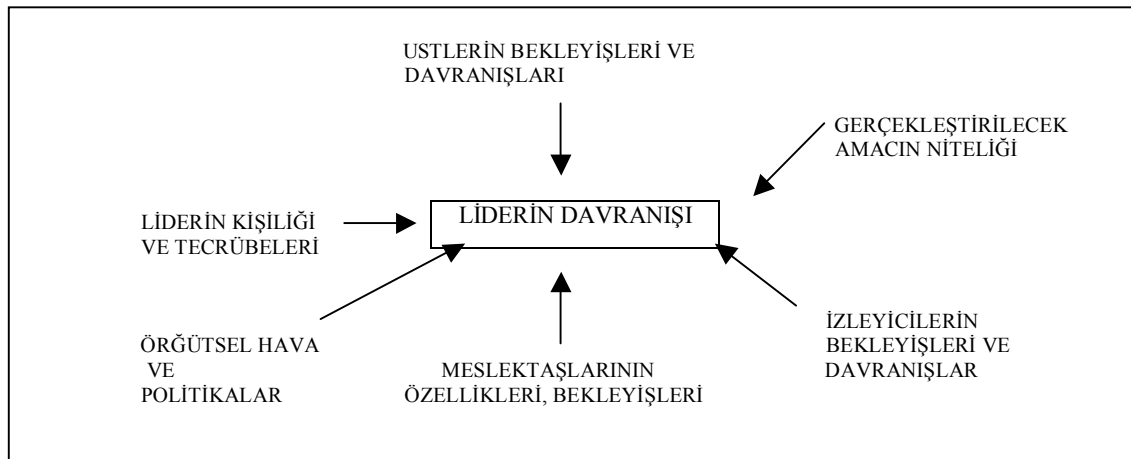 USTLERİN BEKLEYİŞLERİ VE
DAVRANIŞLARI
GERÇEKLEŞTİRİLECEK
AMACIN NİTELİĞİ
LİDERİN DAVRANIŞI
LİDERİN KİŞİLİĞİ
VE TECRÜBELERİ
ÖRĞÜTSEL HAVA
VE
POLİTİKALAR
MESLEKTAŞLARININ
ÖZELLİKLERİ, BEKLEYİŞLERİ
İZLEYİCİLERİN
BEKLEYİŞLERİ VE
DAVRANIŞLAR